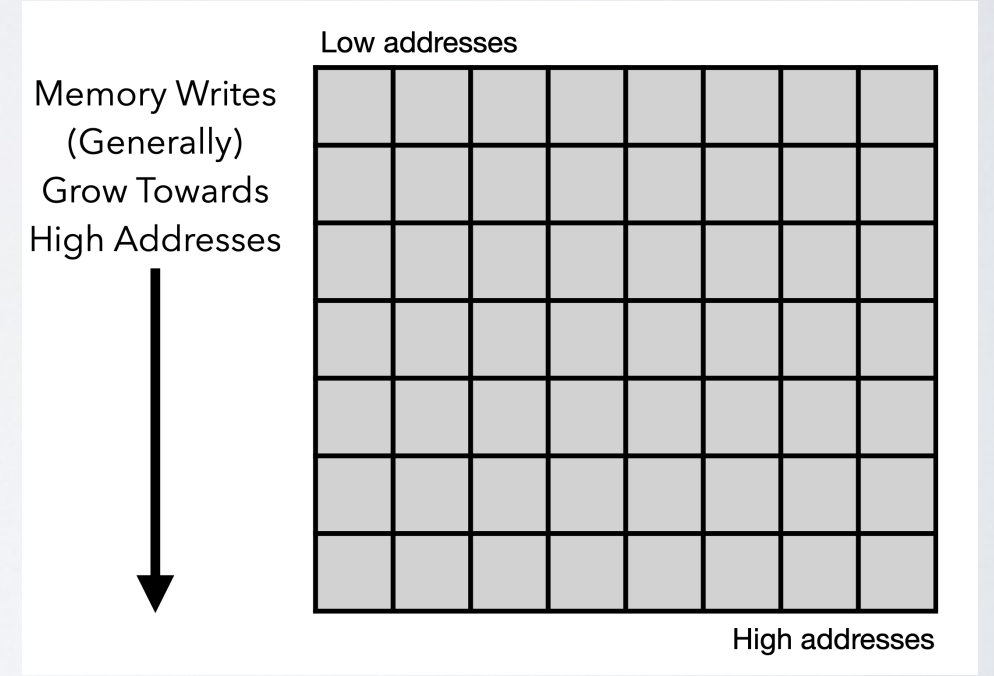 Low addresses
Memory Writes
(Generally)
Grow Towards
High Addresses
High addresses